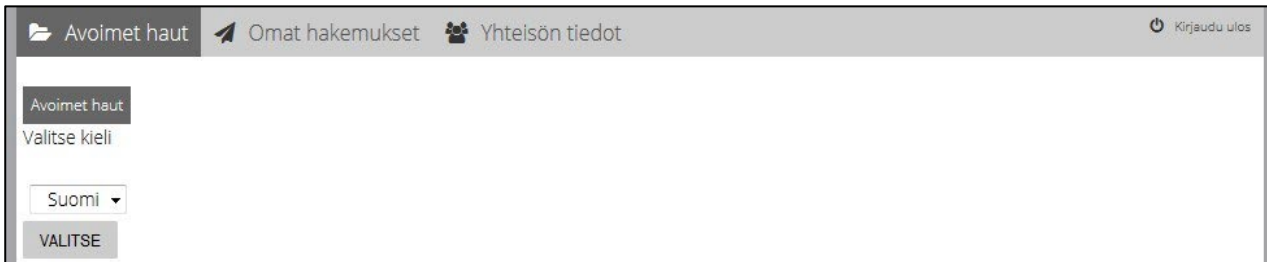 Avoimet haut Omat hakemukset Yhteisön tiedot Kirjaudu ulos
Avoimet haut
Valitse kieli
Suomi
VALITSE